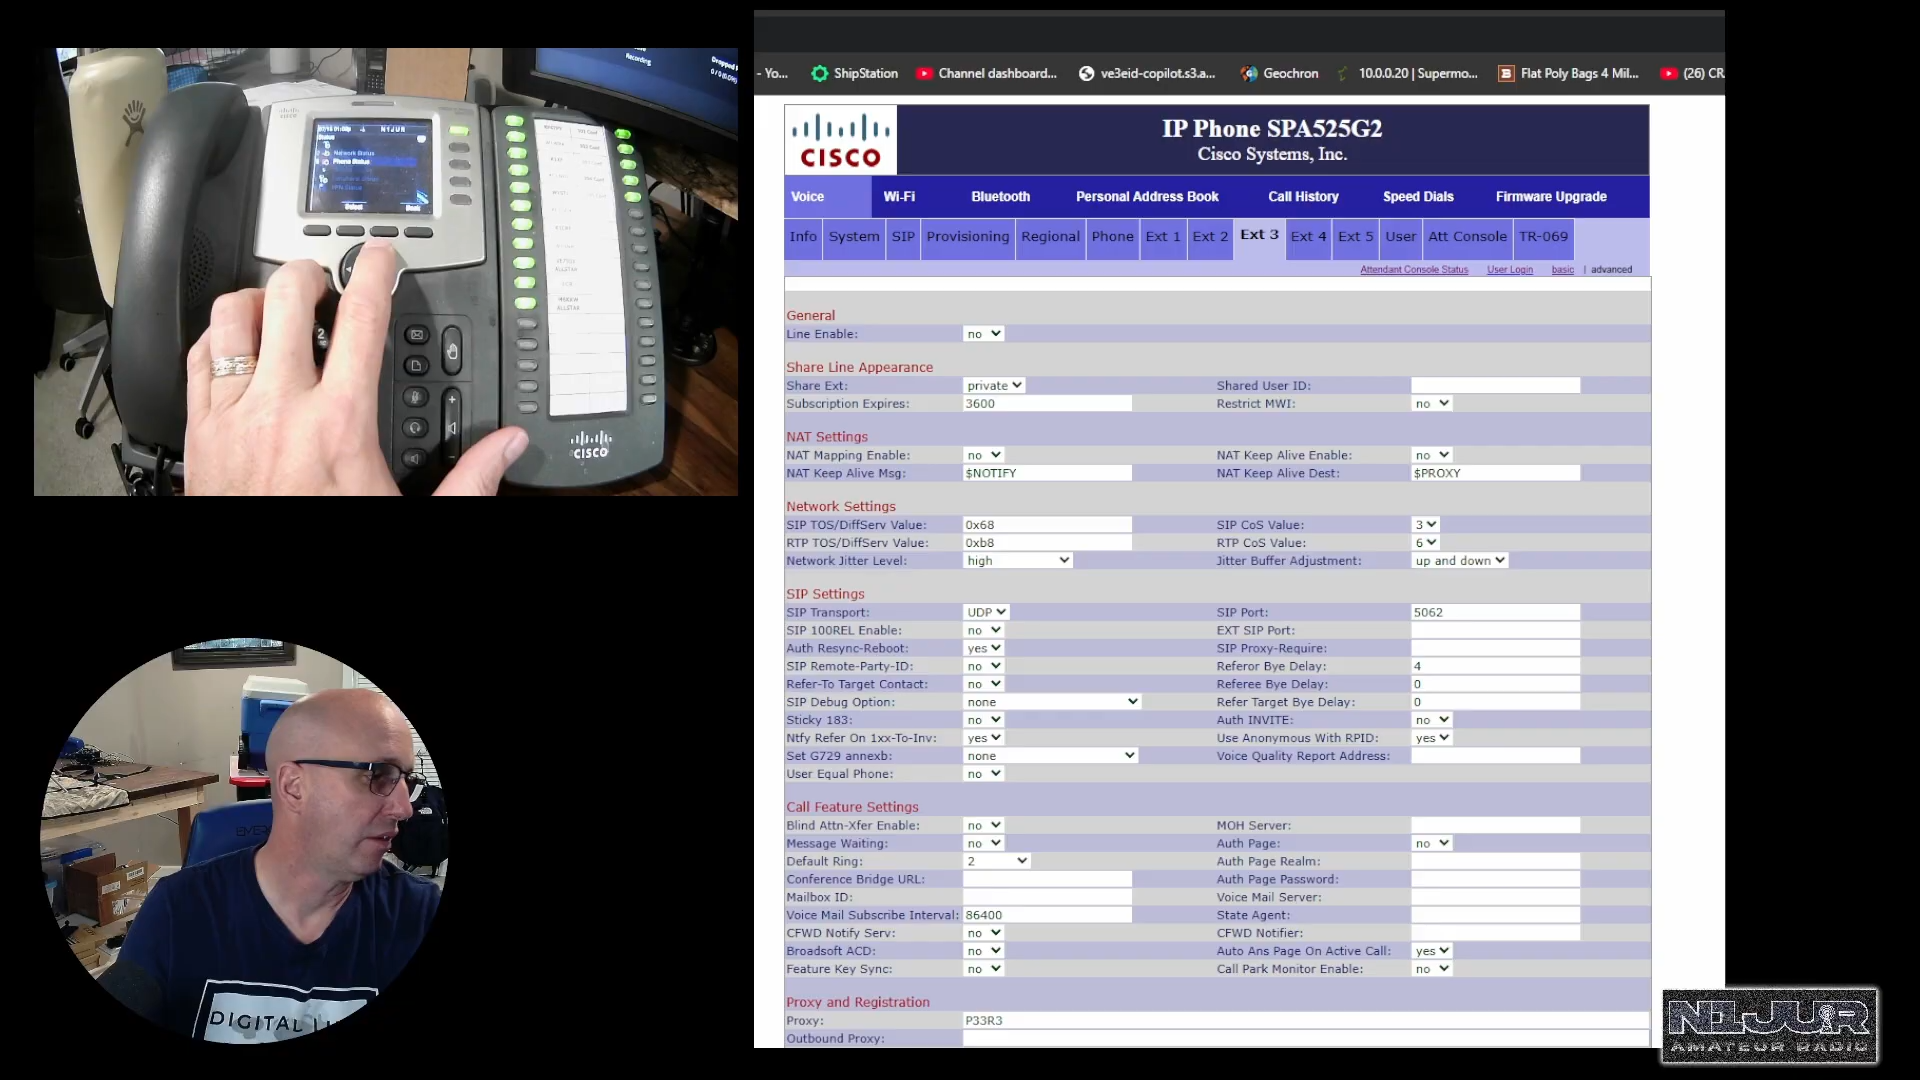 - Yo...
ShipStation
Channel dashboard...
ve3eid-copilot.s3.a...
Geochron
10.0.0.20 | Supermo...
Flat Poly Bags 4 Mil...
(26) CR
CISCO
IP Phone SPA525G2
Cisco Systems, Inc.
Voice Wi-Fi Bluetooth Personal Address Book Call History Speed Dials Firmware Upgrade
Info System SIP Provisioning Regional Phone Ext 1 Ext 2 Ext 3 Ext 4 Ext 5 User Att Console TR-069
Attendant Console Status User Login basic | advanced
General
Line Enable: no
Share Line Appearance
Share Ext: private Shared User ID:
Subscription Expires: 3600 Restrict MWI: no
NAT Settings
NAT Mapping Enable: no NAT Keep Alive Enable: no
NAT Keep Alive Msg: $NOTIFY NAT Keep Alive Dest: $PROXY
Network Settings
SIP TOS/DiffServ Value: 0x68 SIP CoS Value: 3
RTP TOS/DiffServ Value: 0xb8 RTP CoS Value: 6
Network Jitter Level: high Jitter Buffer Adjustment: up and down
SIP Settings
SIP Transport: UDP SIP Port: 5062
SIP 100REL Enable: no EXT SIP Port:
Auth Resync-Reboot: yes SIP Proxy-Require:
SIP Remote-Party-ID: no Referor Bye Delay: 4
Refer-To Target Contact: no Referee Bye Delay: 0
SIP Debug Option: none Refer Target Bye Delay: 0
Sticky 183: no Auth INVITE: no
Ntfy Refer On 1xx-To-Inv: yes Use Anonymous With RPID: yes
Set G729 annexb: none Voice Quality Report Address:
User Equal Phone: no
Call Feature Settings
Blind Attn-Xfer Enable: no MOH Server:
Message Waiting: no Auth Page: no
Default Ring: 2 Auth Page Realm:
Conference Bridge URL: Auth Page Password:
Mailbox ID: Voice Mail Server:
Voice Mail Subscribe Interval: 86400 State Agent:
CFWD Notify Serv: no CFWD Notifier:
Broadsoft ACD: no Auto Ans Page On Active Call: yes
Feature Key Sync: no Call Park Monitor Enable: no
Proxy and Registration
Proxy: P33R3
Outbound Proxy:
Recording
N1JUR
Network Status
Phone Status
Select
Back
2
CISCO
DIGITAL
N1JUR
AMATEUR RADIO